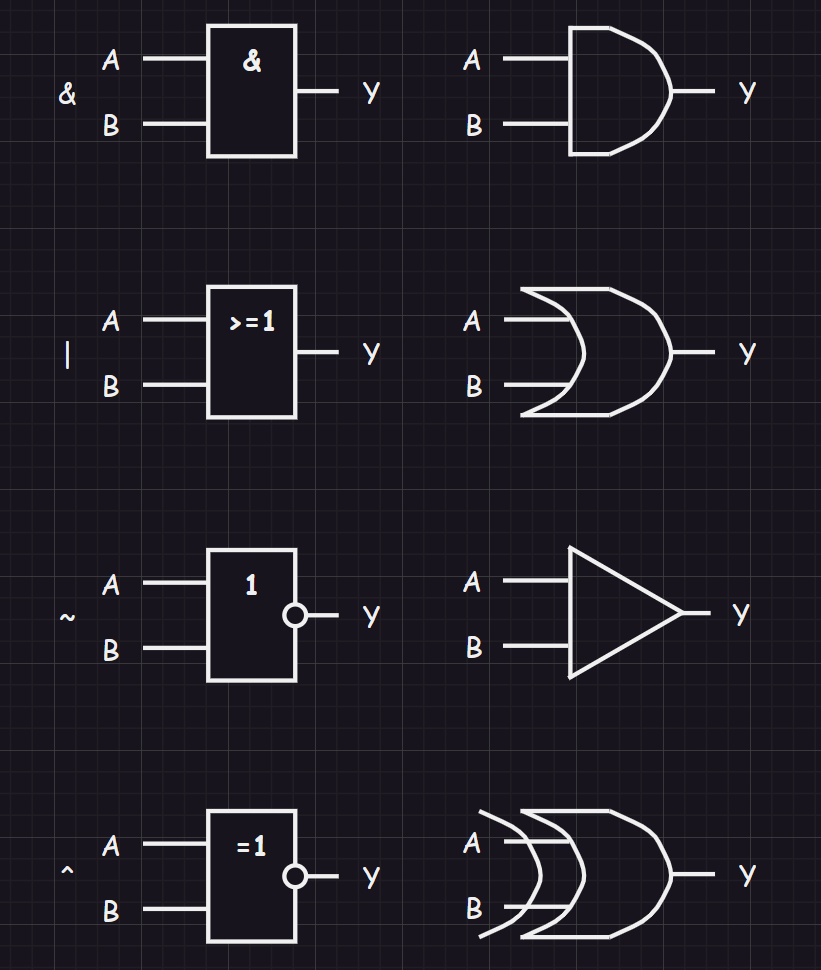 A & A
& Y Y
B B
A >=1 A
| Y Y
B B
A 1 A
~ Y Y
B B
A =1 A
^ Y Y
B B